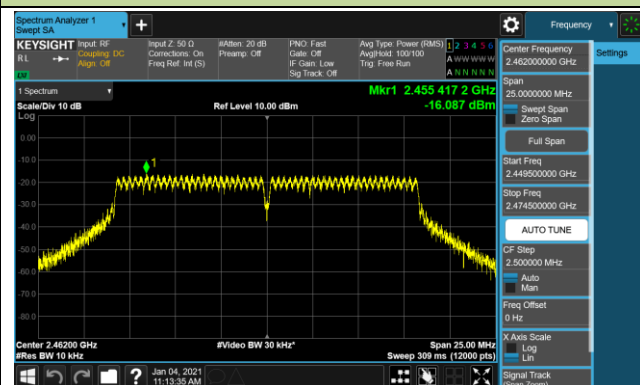 Spectrum Analyzer 1
Swept SA
Frequency
KEYSIGHT
RL
Input: RF
Coupling: DC
Align: Off
Input Z: 50 Ω
Corrections: On
Freq Ref: Int (S)
#Atten: 20 dB
Preamp: Off
PNO: Fast
Gate: Off
IF Gain: Low
Sig Track: Off
Avg Type: Power (RMS)
Avg|Hold: 100/100
Trig: Free Run
1 2 3 4 5 6
A W W W W W
A N N N N N
LV
1 Spectrum
Scale/Div 10 dB
Log
Ref Level 10.00 dBm
Mkr1 2.455 417 2 GHz
-16.087 dBm
1
0.00
-10.0
-20.0
-30.0
-40.0
-50.0
-60.0
-70.0
-80.0
Center 2.46200 GHz
#Res BW 10 kHz
#Video BW 30 kHz*
Span 25.00 MHz
Sweep 309 ms (12000 pts)
Center Frequency
2.462000000 GHz
Settings
Span
25.0000000 MHz
Swept Span
Zero Span
Full Span
Start Freq
2.449500000 GHz
Stop Freq
2.474500000 GHz
AUTO TUNE
CF Step
2.500000 MHz
Auto
Man
Freq Offset
0 Hz
X Axis Scale
Log
Lin
Signal Track
(Span Zoom)
Jan 04, 2021
11:13:35 AM